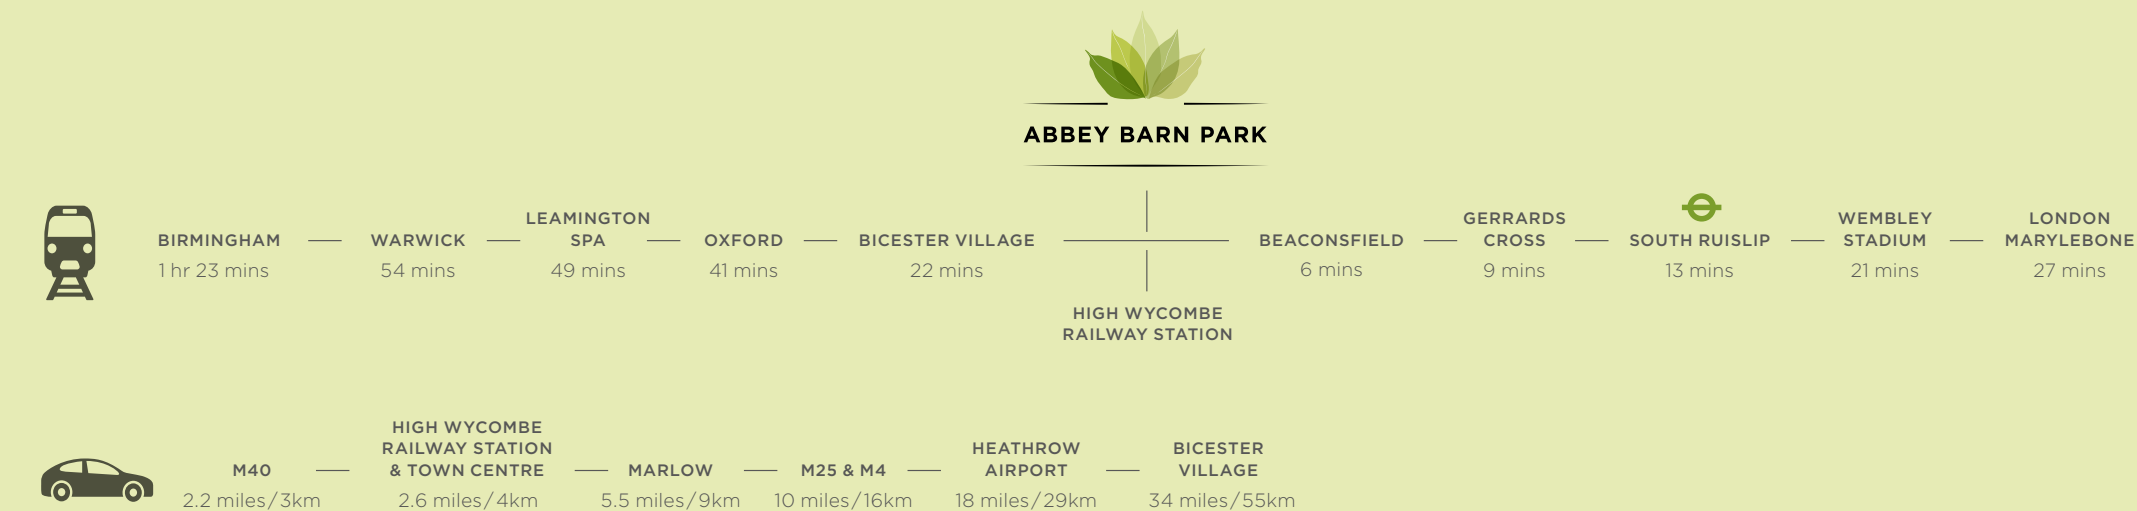 ABBEY BARN PARK
BIRMINGHAM
1 hr 23 mins
WARWICK
54 mins
LEAMINGTON
SPA
49 mins
OXFORD
41 mins
BICESTER VILLAGE
22 mins
HIGH WYCOMBE
RAILWAY STATION
BEACONSFIELD
6 mins
GERRARDS
CROSS
9 mins
SOUTH RUISLIP
13 mins
WEMBLEY
STADIUM
21 mins
LONDON
MARYLEBONE
27 mins
M40
2.2 miles/3km
HIGH WYCOMBE
RAILWAY STATION
& TOWN CENTRE
2.6 miles/4km
MARLOW
5.5 miles/9km
M25 & M4
10 miles/16km
HEATHROW
AIRPORT
18 miles/29km
BICESTER
VILLAGE
34 miles/55km